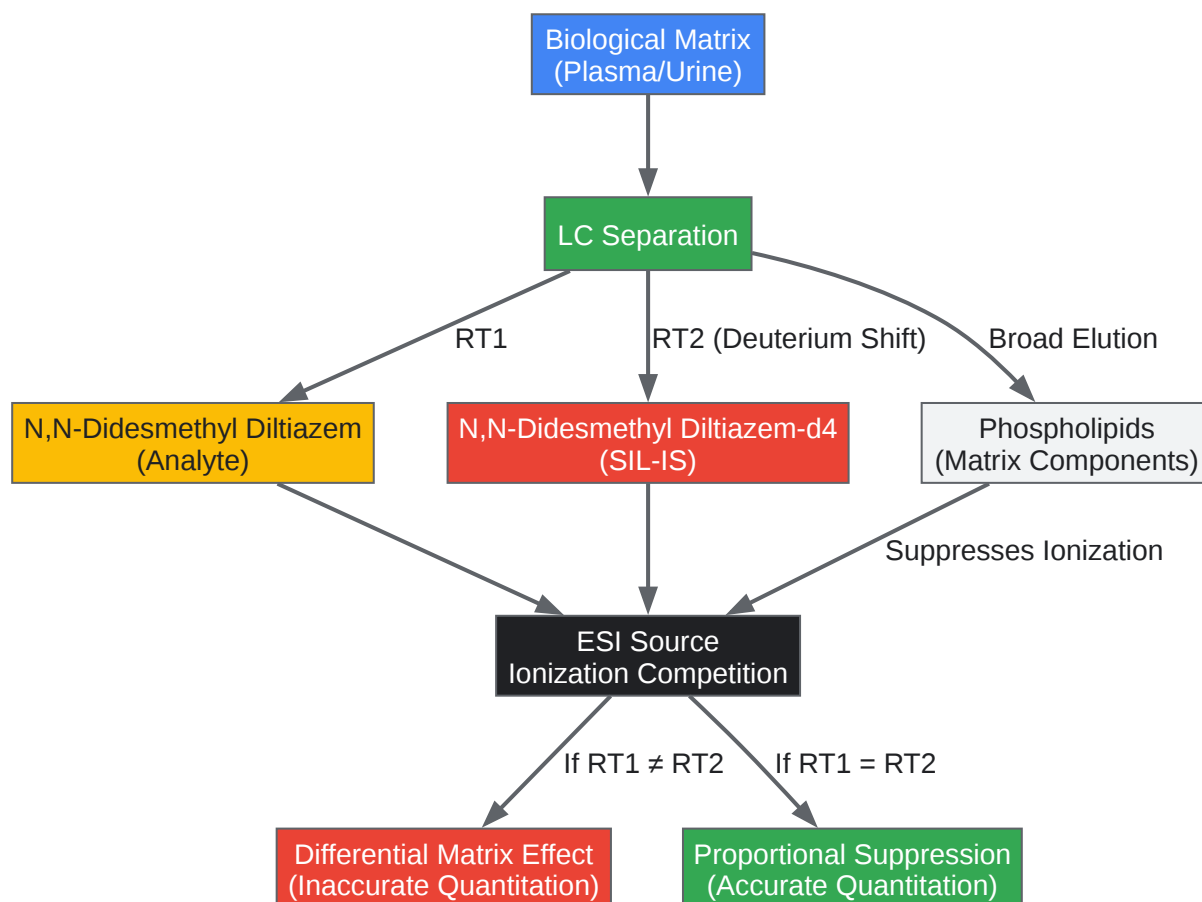 Biological Matrix
(Plasma/Urine)
LC Separation
RT1
RT2 (Deuterium Shift)
Broad Elution
N,N-Didesmethyl Diltiazem
(Analyte)
N,N-Didesmethyl Diltiazem-d4
(SIL-IS)
Phospholipids
(Matrix Components)
Suppresses Ionization
ESI Source
Ionization Competition
If RT1 ≠ RT2
If RT1 = RT2
Differential Matrix Effect
(Inaccurate Quantitation)
Proportional Suppression
(Accurate Quantitation)